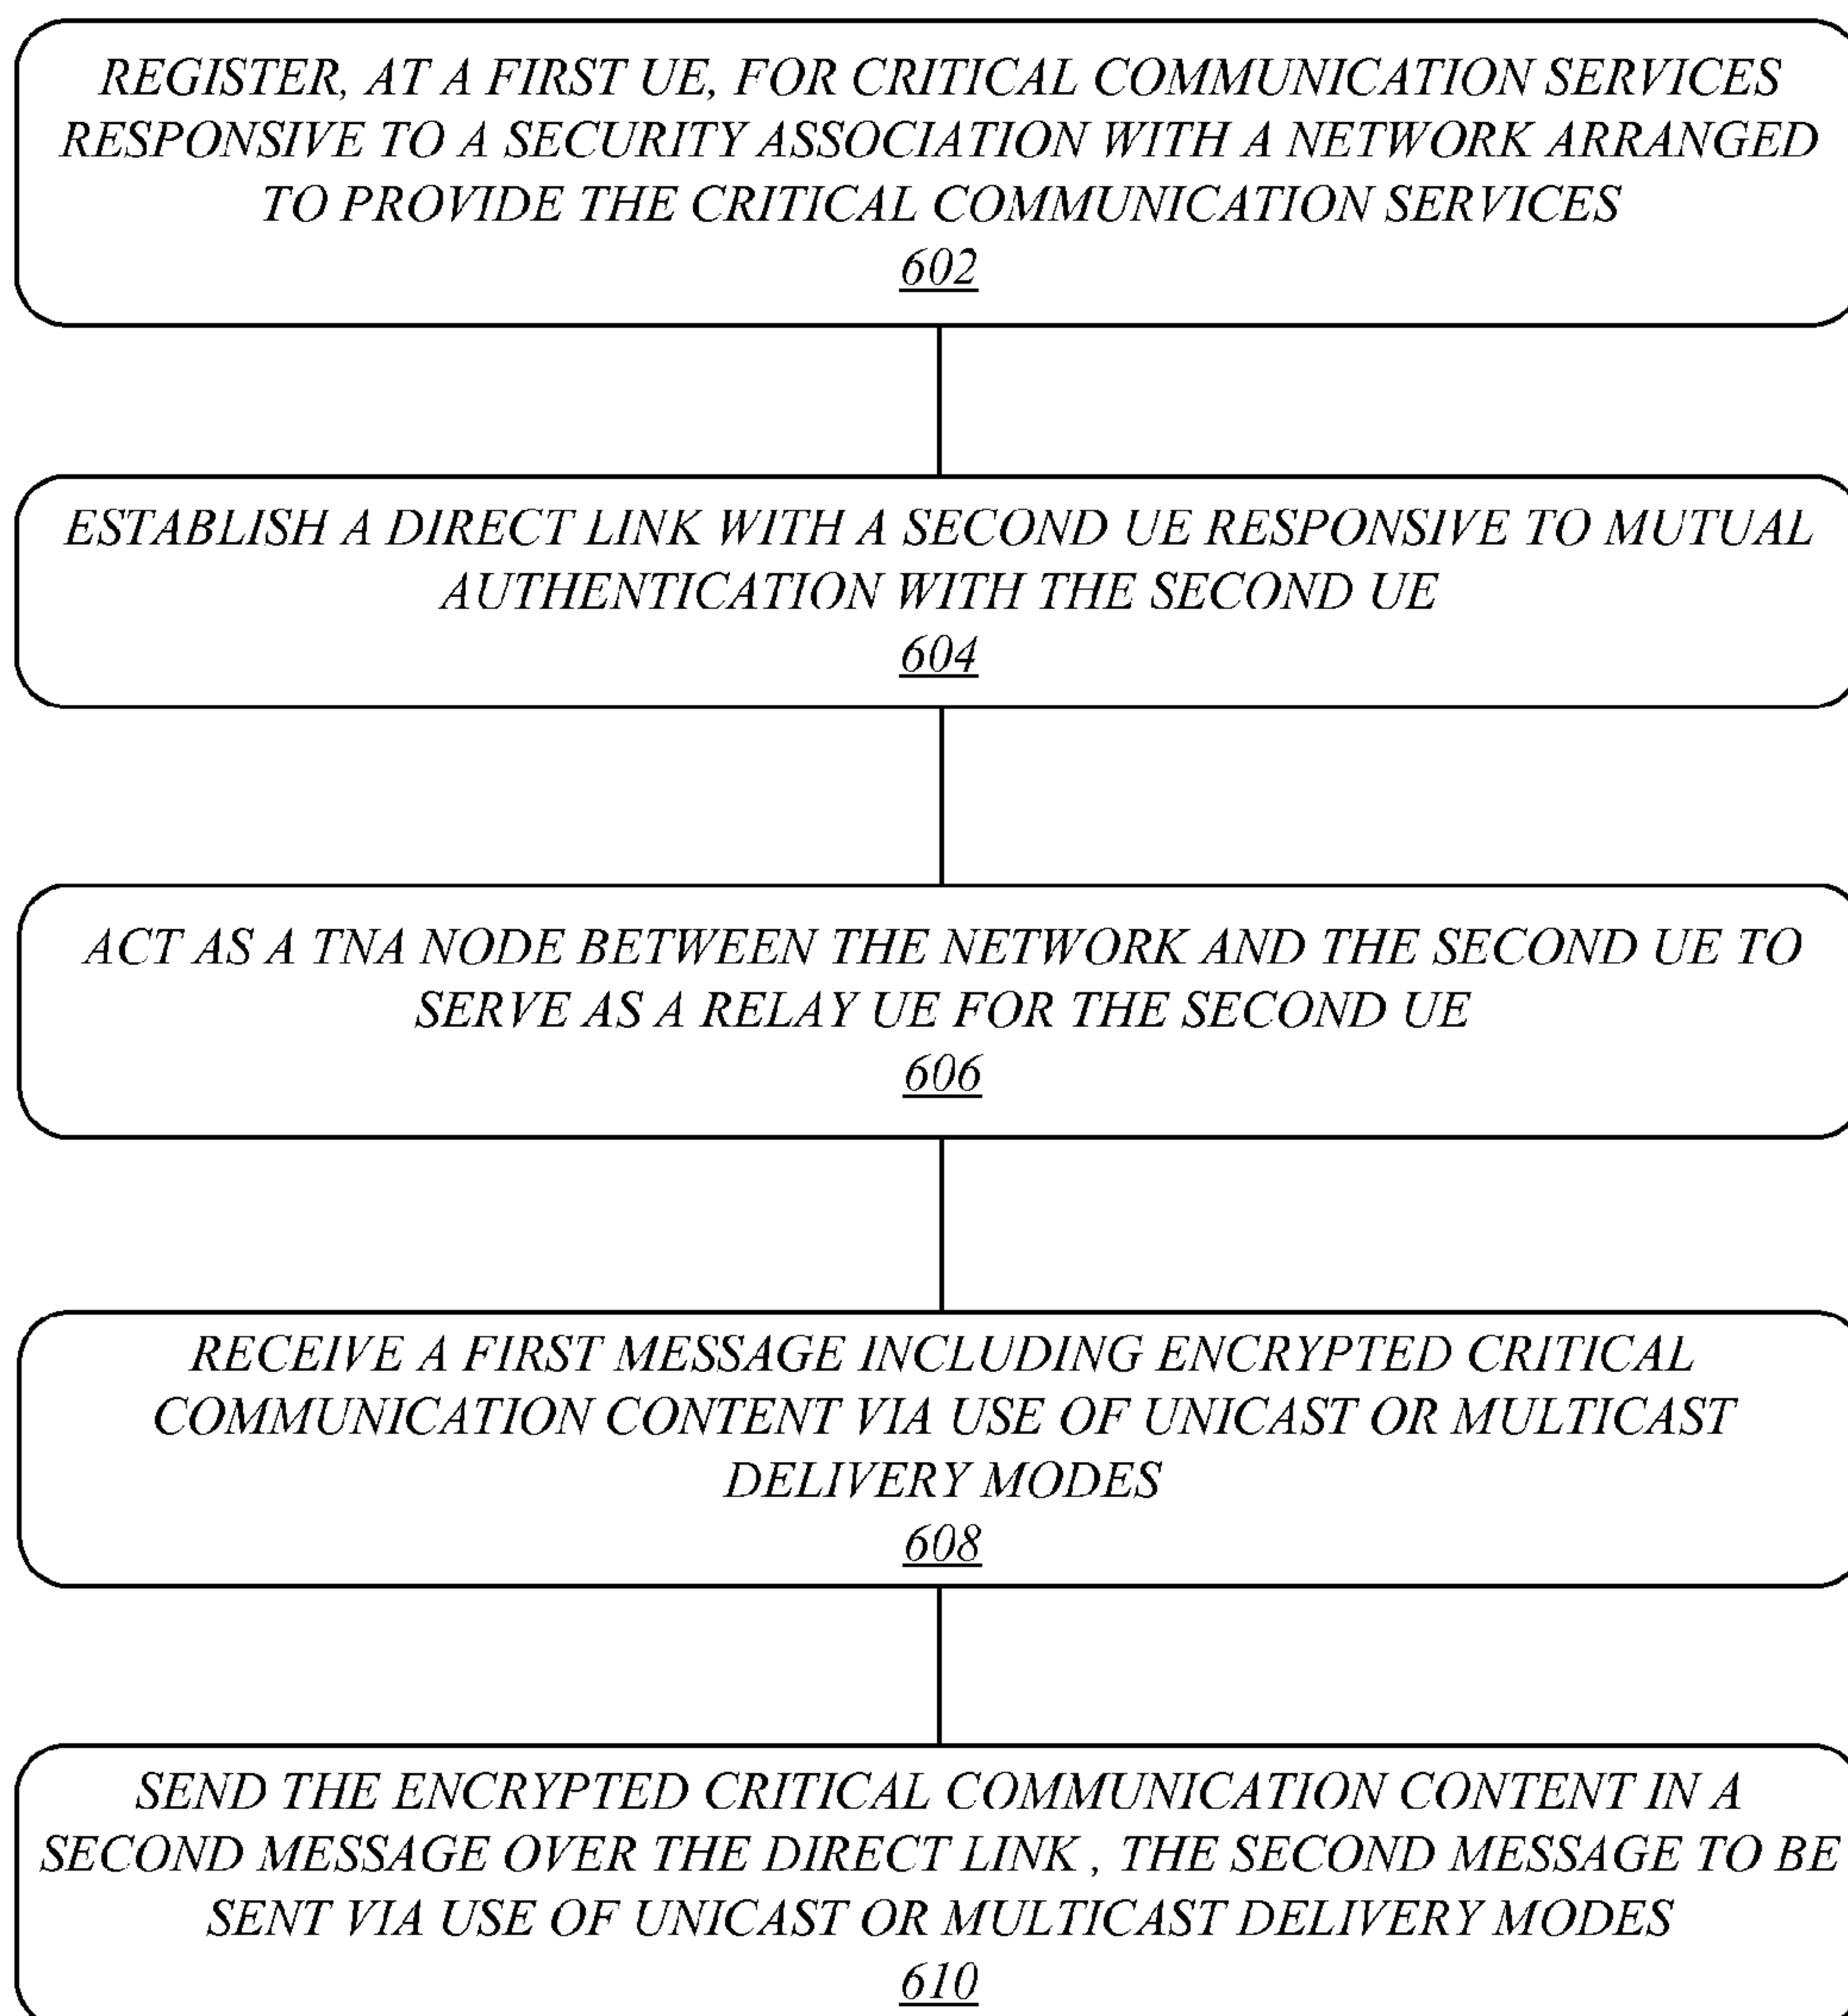 REGISTER, AT A FIRST UE, FOR CRITICAL COMMUNICATION SERVICES
RESPONSIVE TO A SECURITY ASSOCIATION WITH A NETWORK ARRANGED
TO PROVIDE THE CRITICAL COMMUNICATION SERVICES
602
ESTABLISH A DIRECT LINK WITH A SECOND UE RESPONSIVE TO MUTUAL
AUTHENTICATION WITH THE SECOND UE
604
ACT AS A TNA NODE BETWEEN THE NETWORK AND THE SECOND UE TO
SERVE AS A RELAY UE FOR THE SECOND UE
606
RECEIVE A FIRST MESSAGE INCLUDING ENCRYPTED CRITICAL
COMMUNICATION CONTENT VIA USE OF UNICAST OR MULTICAST
DELIVERY MODES
608
SEND THE ENCRYPTED CRITICAL COMMUNICATION CONTENT IN A
SECOND MESSAGE OVER THE DIRECT LINK , THE SECOND MESSAGE TO BE
SENT VIA USE OF UNICAST OR MULTICAST DELIVERY MODES
610